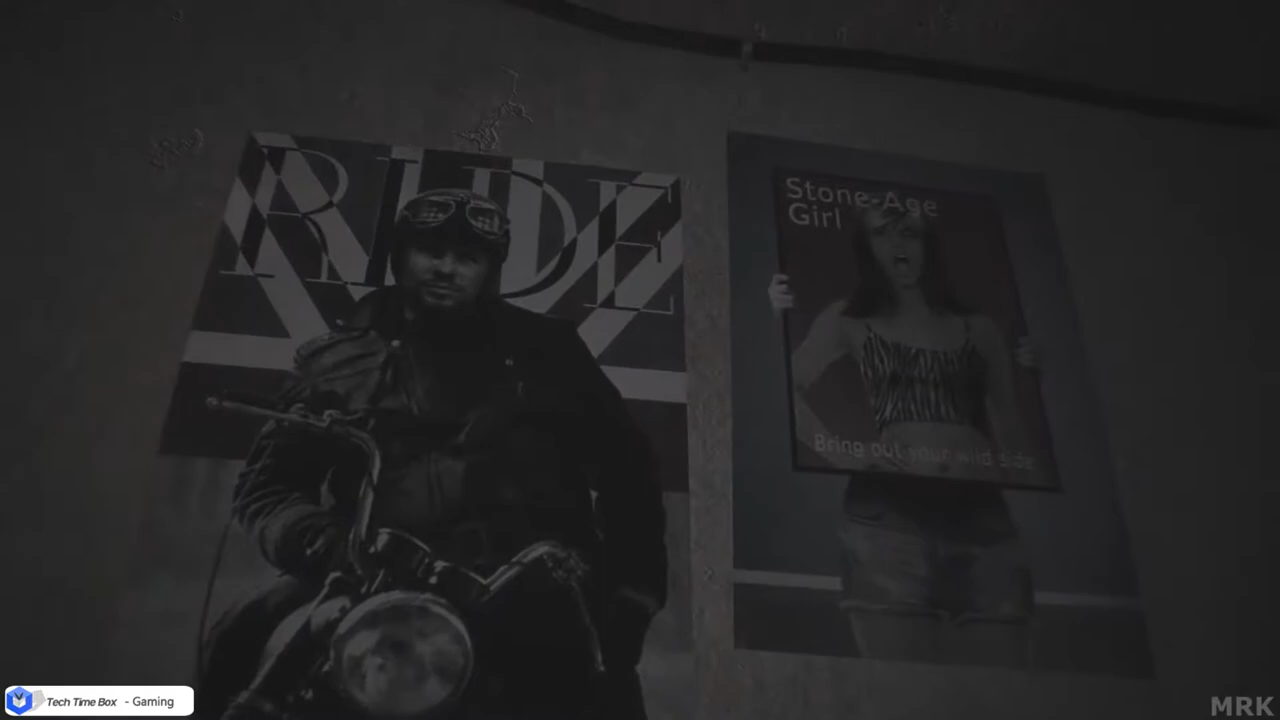 RIDE
Stone-Age
Girl
Bring out your wild side
Tech Time Box - Gaming
MRK